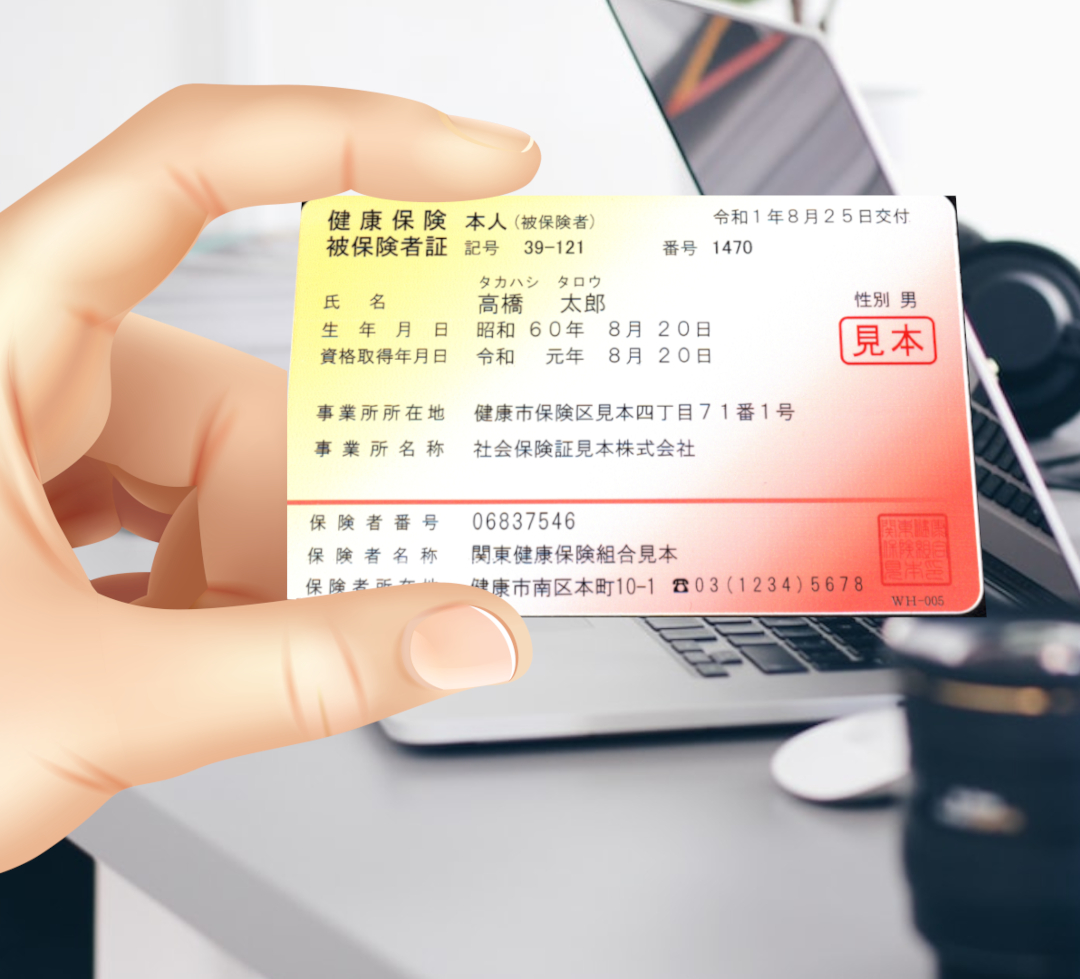 健康保険 本人(被保険者) 令和1年8月25日交付
被保険者証 記号 39-121 番号 1470
タカハシ タロウ
氏名 高橋 太郎 性別 男
生年月日 昭和 60年 8月 20日
見本
資格取得年月日 令和 元年 8月 20日
事業所所在地 健康市保険区見本四丁目71番1号
事業所名称 社会保険証見本株式会社
保険者番号 06837546
保険者名称 関東健康保険組合見本
保険者所在地 健康市南区本町10-1 ☎03(1234)5678
WH-005